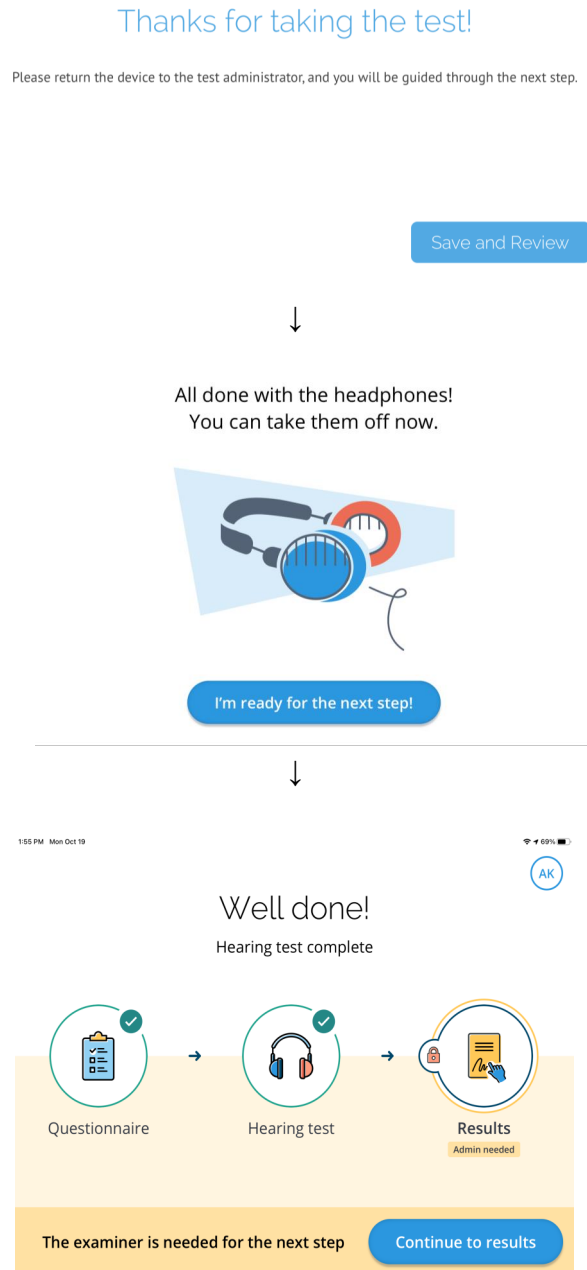 Thanks for taking the test!
Please return the device to the test administrator, and you will be guided through the next step.
Save and Review
↓
All done with the headphones!
You can take them off now.
I'm ready for the next step!
↓
1:55 PM Mon Oct 19
69%
AK
Well done!
Hearing test complete
Questionnaire
Hearing test
Results
Admin needed
The examiner is needed for the next step
Continue to results